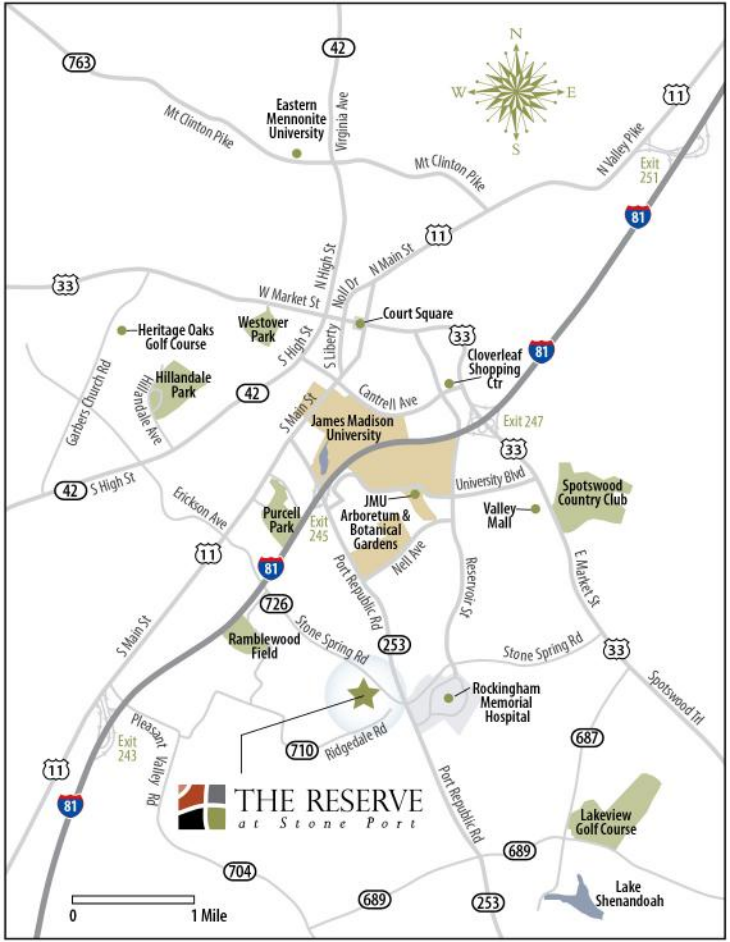 763
42
N
W
E
S
11
Eastern
Mennonite
University
Virginia Ave
Mt Clinton Pike
Mt Clinton Pike
N Valley Pike
Exit
251
81
11
N Main St
N High St
Noll Dr
33
W Market St
Court Square
Heritage Oaks
Golf Course
Westover
Park
S High St
S Liberty
33
81
Cloverleaf
Shopping
Ctr
Garbers Church Rd
Hillandale
Park
Hillandale Ave
42
Cantrell Ave
S Main St
James Madison
University
Exit 247
33
42
S High St
Erickson Ave
University Blvd
Spotswood
Country Club
Purcell
Park
Exit
245
JMU
Arboretum &
Botanical
Gardens
Valley
Mall
11
81
Nell Ave
Reservoir St
E Market St
726
Port Republic Rd
S Main St
Ramblewood
Field
Stone Spring Rd
253
Stone Spring Rd
33
Spotswood Trl
Rockingham
Memorial
Hospital
Pleasant Valley Rd
Exit
243
710
Ridgedale Rd
687
11
81
THE RESERVE
at Stone Port
Port Republic Rd
Lakeview
Golf Course
689
704
689
253
Lake
Shenandoah
0
1 Mile